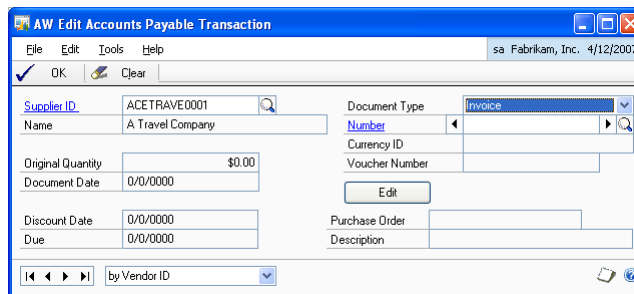 AW Edit Accounts Payable Transaction
File Edit Tools Help sa Fabrikam, Inc. 4/12/2007
OK Clear
Supplier ID ACETRAVE0001 Document Type Invoice
Name A Travel Company Number
Currency ID
Original Quantity $0.00 Voucher Number
Document Date 0/0/0000 Edit
Discount Date 0/0/0000 Purchase Order
Due 0/0/0000 Description
by Vendor ID